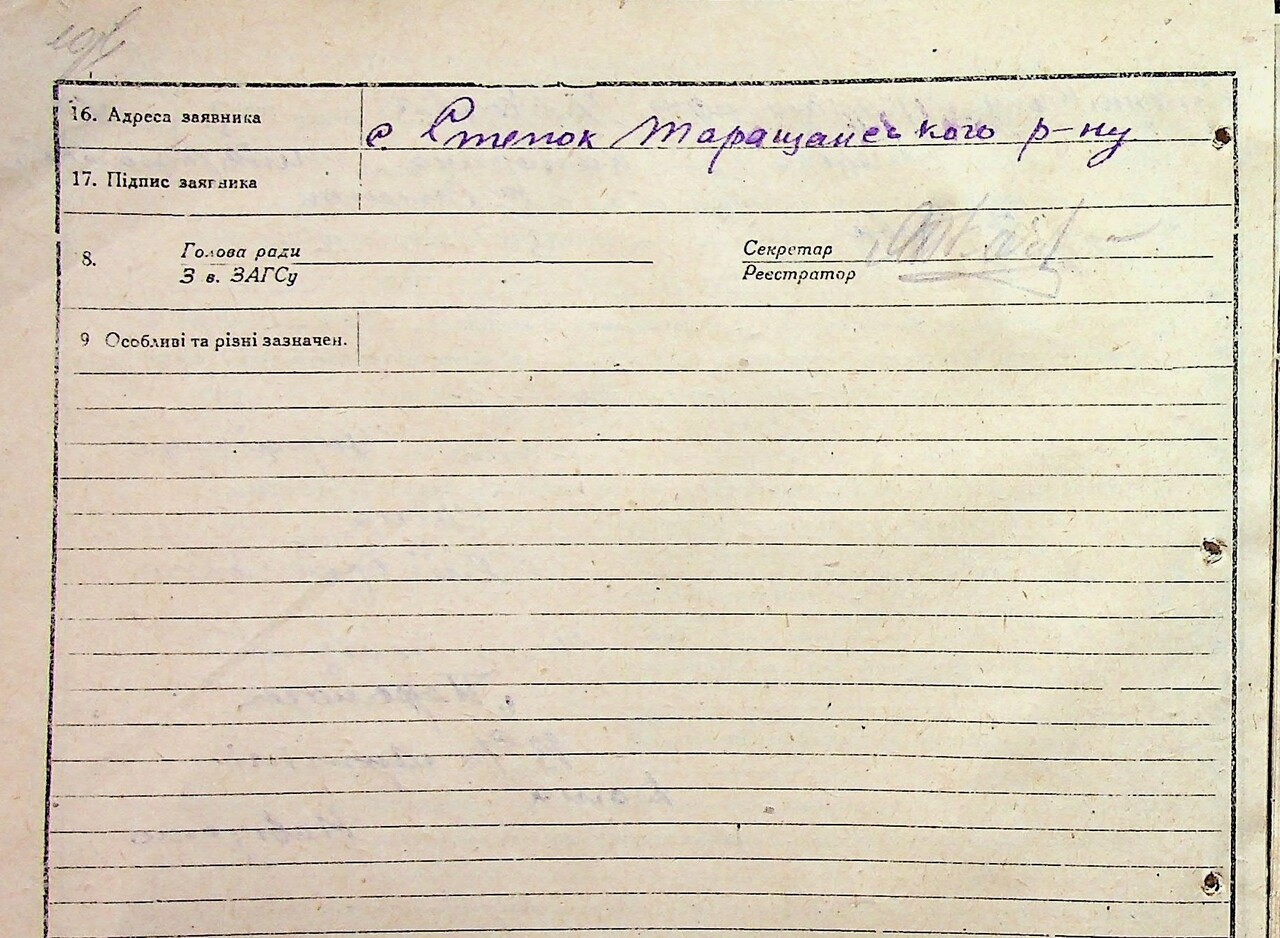 16. Адреса заявника
с Степок Таращанського р-ну
17. Підпис заявника
8. Голова ради Секретар
З в. ЗАГСу Реєстратор
9 Особливі та різні зазначен.